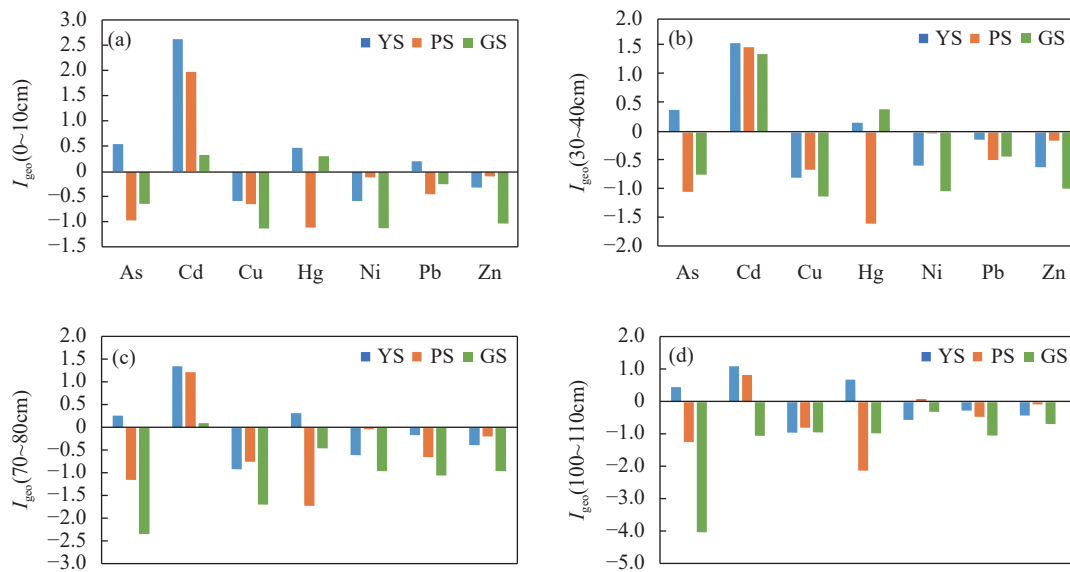 (a)
YS PS GS
I_geo(0~10cm)
3.0
2.5
2.0
1.5
1.0
0.5
0
−0.5
−1.0
−1.5
As Cd Cu Hg Ni Pb Zn
(b)
YS PS GS
I_geo(30~40cm)
2.0
1.5
1.0
0.5
0
−0.5
−1.0
−1.5
−2.0
As Cd Cu Hg Ni Pb Zn
(c)
YS PS GS
I_geo(70~80cm)
2.0
1.5
1.0
0.5
0
−0.5
−1.0
−1.5
−2.0
−2.5
−3.0
(d)
YS PS GS
I_geo(100~110cm)
2.0
1.0
0
−1.0
−2.0
−3.0
−4.0
−5.0